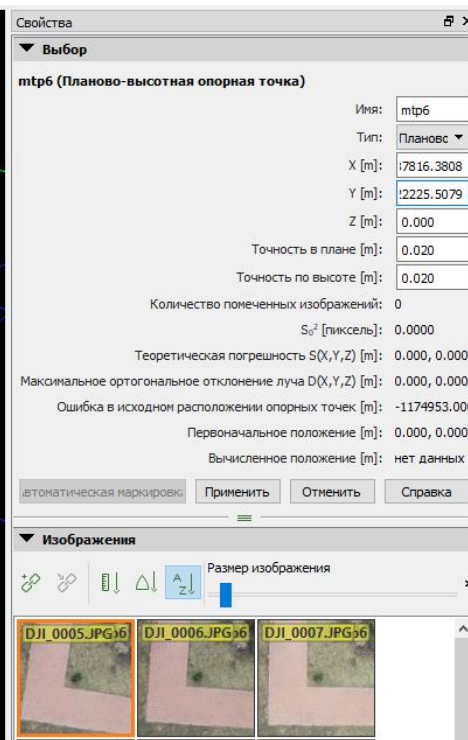 Свойства
Выбор
mtp6 (Планово-высотная опорная точка)
Имя: mtp6
Тип: Плановс
X [m]: 7816.3808
Y [m]: 2225.5079
Z [m]: 0.000
Точность в плане [m]: 0.020
Точность по высоте [m]: 0.020
Количество помеченных изображений: 0
S₀² [пиксель]: 0.0000
Теоретическая погрешность S(X,Y,Z) [m]: 0.000, 0.000
Максимальное ортогональное отклонение луча D(X,Y,Z) [m]: 0.000, 0.000
Ошибка в исходном расположении опорных точек [m]: -1174953.00
Первоначальное положение [m]: 0.000, 0.000
Вычисленное положение [m]: нет данных
втоматическая маркировк Применить Отменить Справка
Изображения
A Z Размер изображения
DJI_0005.JPG DJI_0006.JPG DJI_0007.JPG